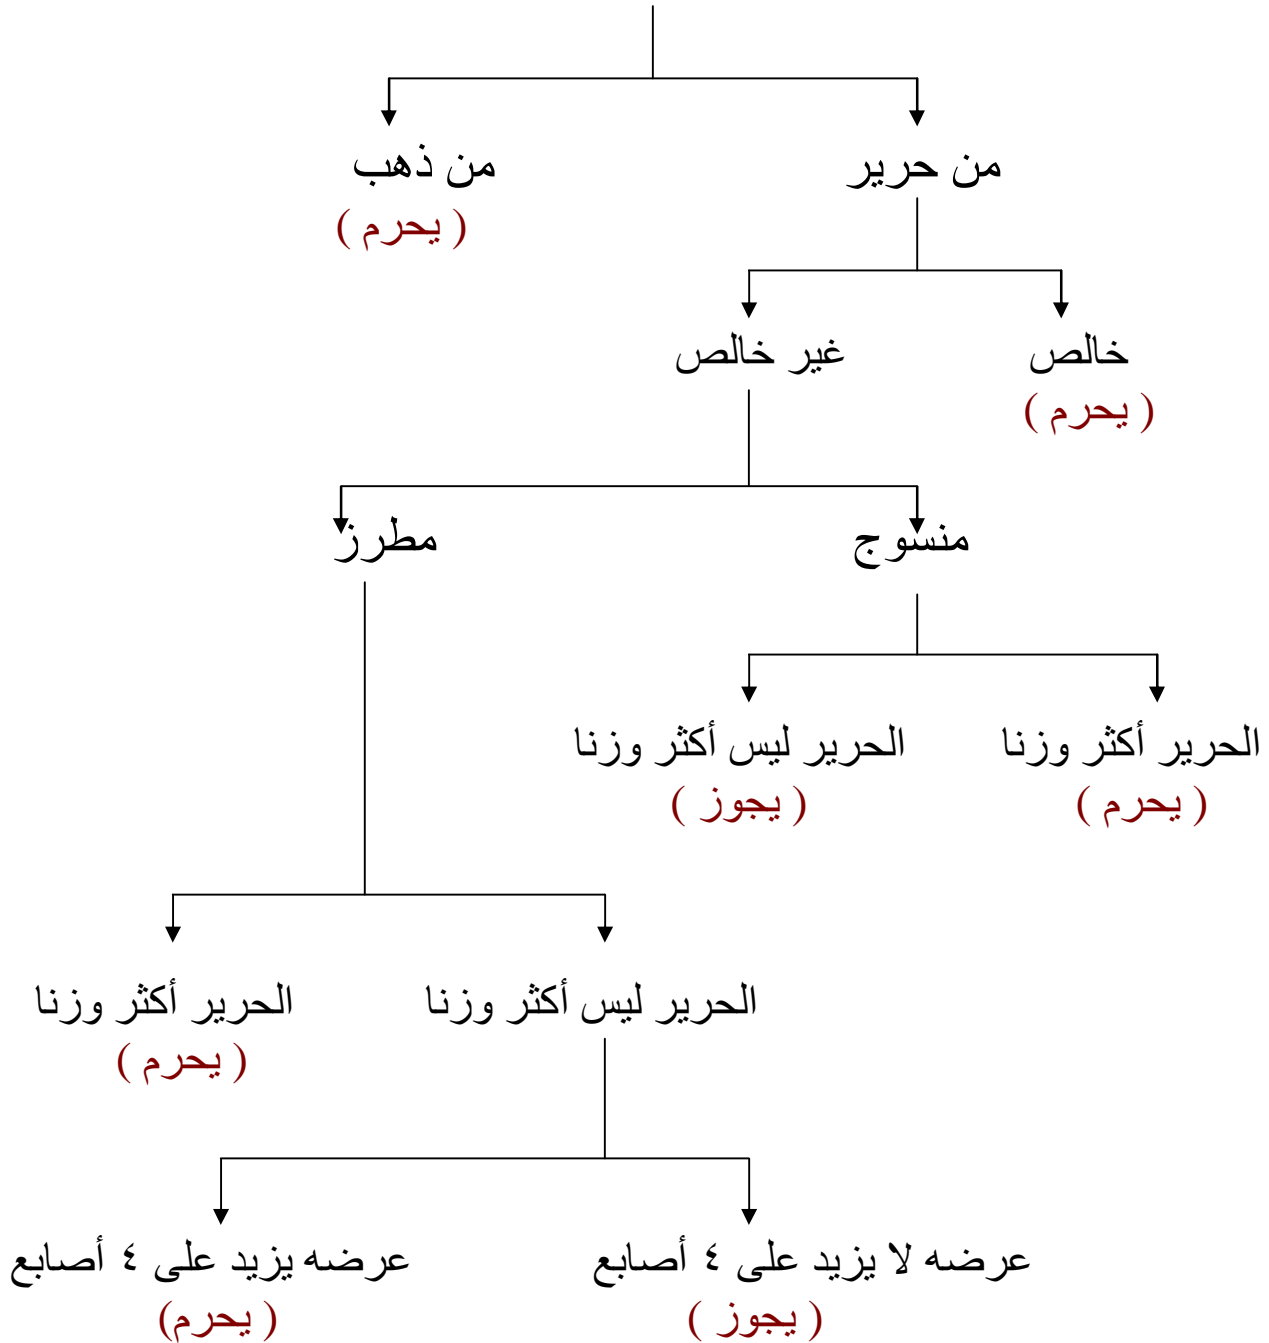 من حرير
من ذهب
( يحرم )
خالص
غير خالص
( يحرم )
منسوج
مطرز
الحرير أكثر وزنا
الحرير ليس أكثر وزنا
( يحرم )
( يجوز )
الحرير ليس أكثر وزنا
الحرير أكثر وزنا
( يحرم )
عرضه لا يزيد على ٤ أصابع
عرضه يزيد على ٤ أصابع
( يجوز )
( يحرم)